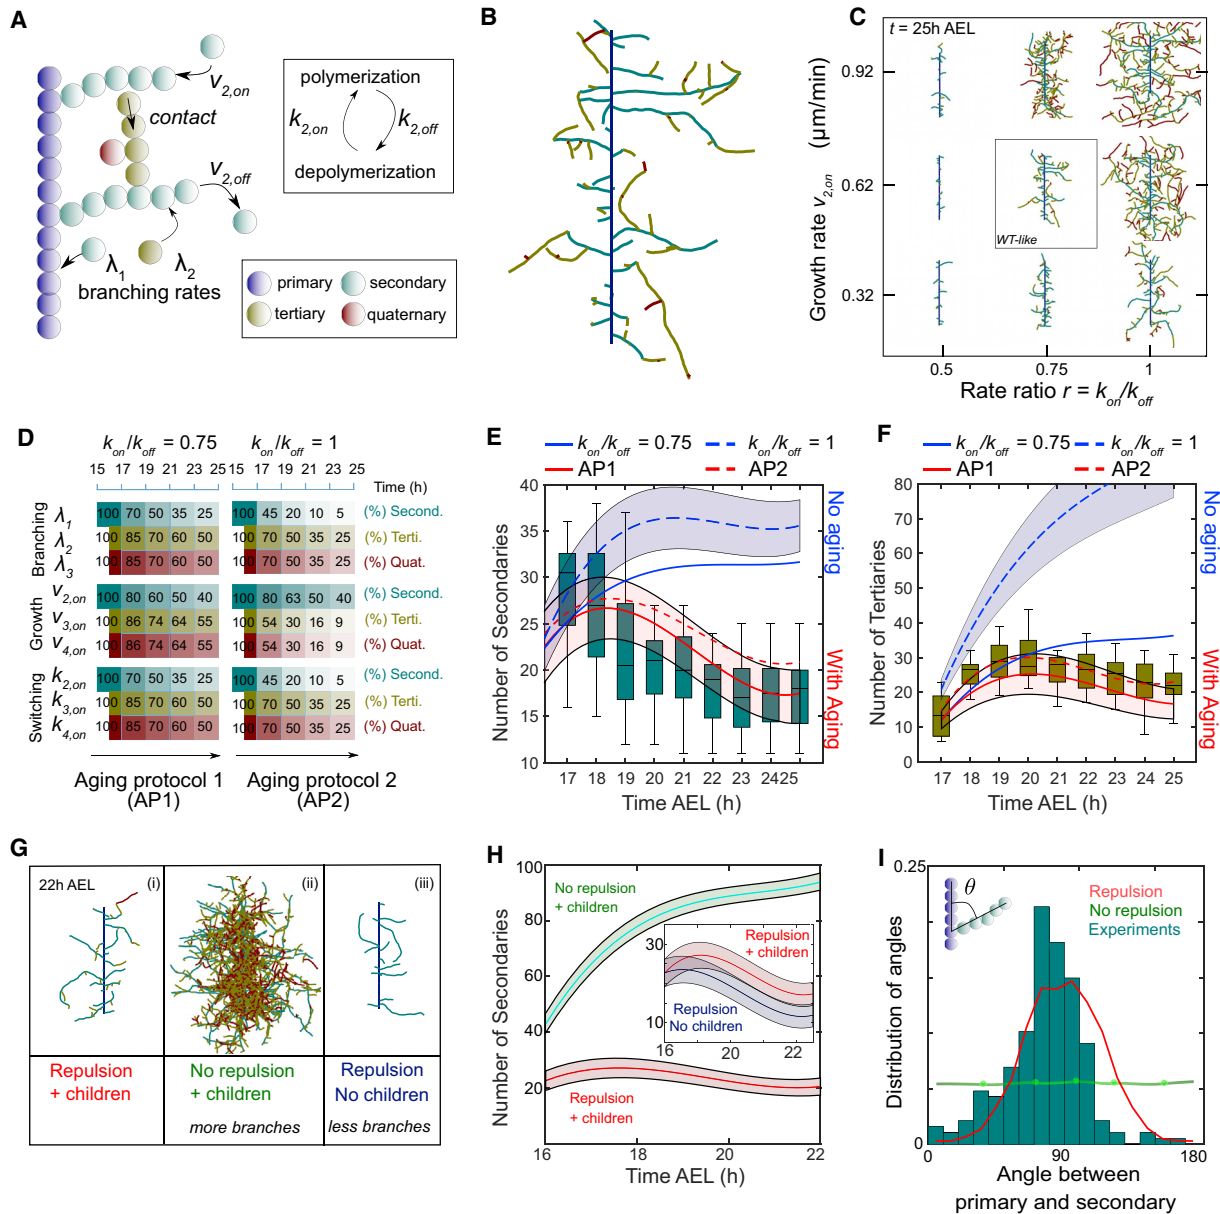 A
v2,on
contact
v2,off
λ1
λ2
branching rates
polymerization
k2,on
k2,off
depolymerization
primary
secondary
tertiary
quaternary
B
C
t = 25h AEL
Growth rate v2,on (µm/min)
0.92
0.62
0.32
WT-like
0.5
0.75
1
Rate ratio r = kon/koff
D
kon/koff = 0.75
kon/koff = 1
15 17 19 21 23 25
15 17 19 21 23 25
Time (h)
Branching
λ1 100 70 50 35 25 100 45 20 10 5 (%) Second.
λ2 100 85 70 60 50 100 70 50 35 25 (%) Terti.
λ3 100 85 70 60 50 100 70 50 35 25 (%) Quat.
Growth
v2,on 100 80 60 50 40 100 80 63 50 40 (%) Second.
v3,on 100 86 74 64 55 100 54 30 16 9 (%) Terti.
v4,on 100 86 74 64 55 100 54 30 16 9 (%) Quat.
Switching
k2,on 100 70 50 35 25 100 45 20 10 5 (%) Second.
k3,on 100 85 70 60 50 100 70 50 35 25 (%) Terti.
k4,on 100 85 70 60 50 100 70 50 35 25 (%) Quat.
Aging protocol 1
(AP1)
Aging protocol 2
(AP2)
E
kon/koff = 0.75
kon/koff = 1
AP1
AP2
Number of Secondaries
40
35
30
25
20
15
10
17 18 19 20 21 22 23 24 25
Time AEL (h)
No aging
With Aging
F
kon/koff = 0.75
kon/koff = 1
AP1
AP2
Number of Tertiaries
80
70
60
50
40
30
20
10
0
17 18 19 20 21 22 23 24 25
Time AEL (h)
No aging
With Aging
G
22h AEL
(i)
(ii)
(iii)
Repulsion
+ children
No repulsion
+ children
more branches
Repulsion
No children
less branches
H
Number of Secondaries
100
80
60
40
20
No repulsion
+ children
Repulsion
+ children
30
10
16 20 22
Repulsion
+ children
Repulsion
No children
16 18 20 22
Time AEL (h)
I
Distribution of angles
0.25
0
θ
Repulsion
No repulsion
Experiments
0 90 180
Angle between
primary and secondary